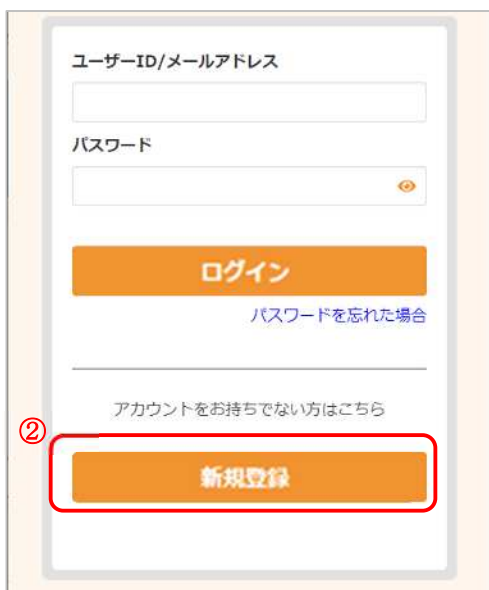 ユーザーID/メールアドレス
パスワード
ログイン
パスワードを忘れた場合
アカウントをお持ちでない方はこちら
②
新規登録